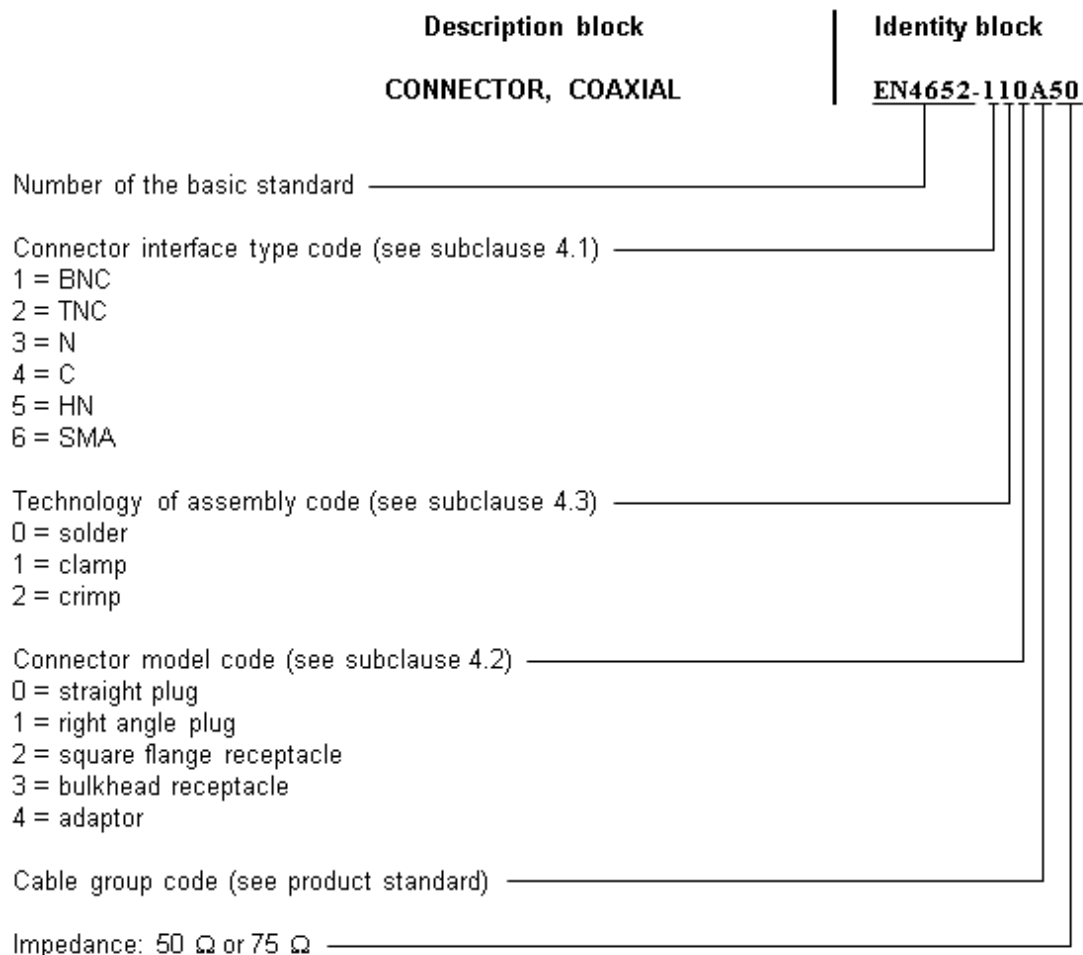 Description block
Identity block
CONNECTOR, COAXIAL
EN4652-110A50
Number of the basic standard
Connector interface type code (see subclause 4.1)
1 = BNC
2 = TNC
3 = N
4 = C
5 = HN
6 = SMA
Technology of assembly code (see subclause 4.3)
0 = solder
1 = clamp
2 = crimp
Connector model code (see subclause 4.2)
0 = straight plug
1 = right angle plug
2 = square flange receptacle
3 = bulkhead receptacle
4 = adaptor
Cable group code (see product standard)
Impedance: 50 Ω or 75 Ω